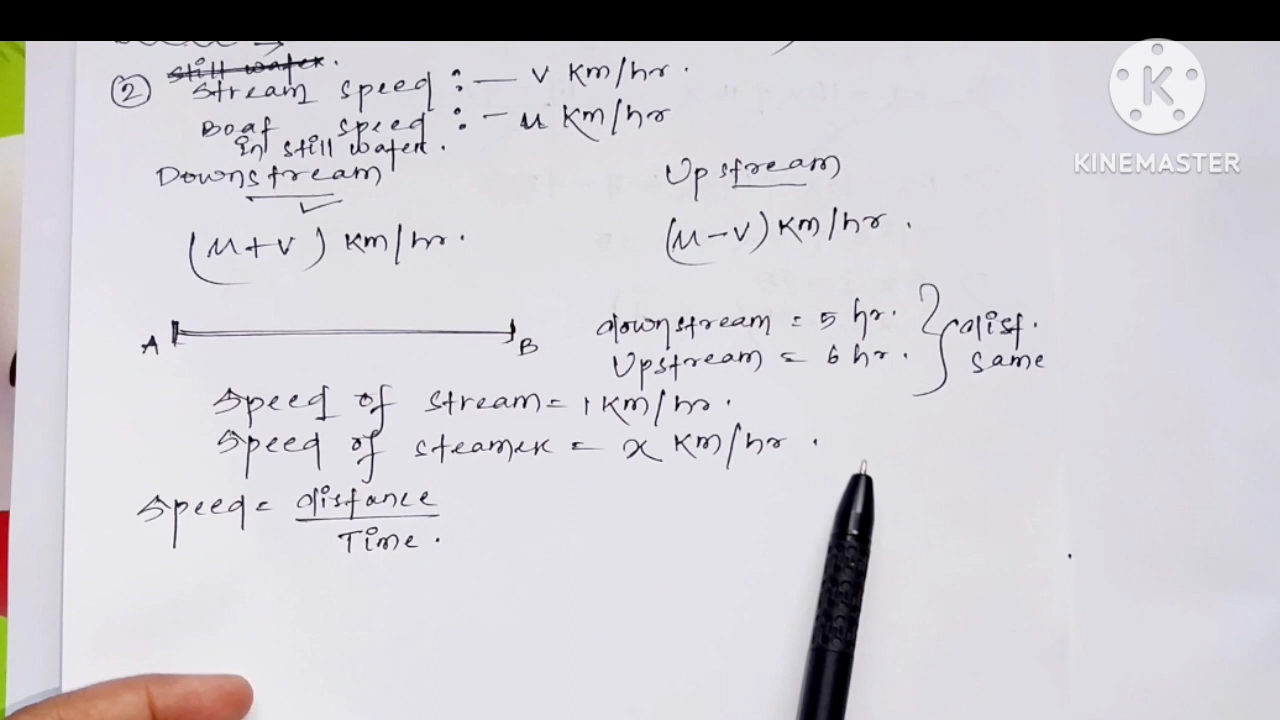 still water.
② Stream speed :— v Km/hr.
Boat speed :— u Km/hr
in still water.
Downstream
Upstream
(u+v) Km/hr.
(u-v) Km/hr.
A B
downstream = 5 hr.
Upstream = 6 hr.
dist. same
Speed of stream = 1 Km/hr.
Speed of steamer = x Km/hr.
Speed = distance
Time.
K
KINEMASTER